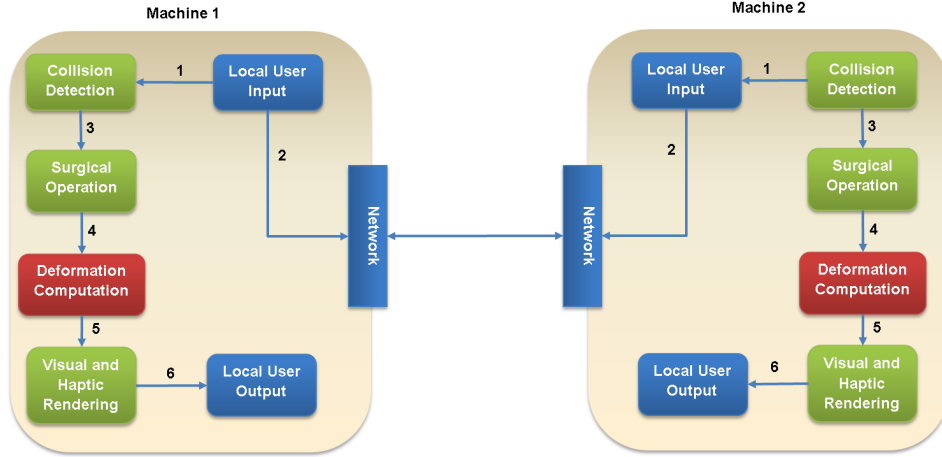 Machine 1
Collision
Detection
1
Local User
Input
3
2
Surgical
Operation
4
Deformation
Computation
5
Visual and
Haptic
Rendering
6
Local User
Output
Network
Machine 2
Local User
Input
1
Collision
Detection
2
3
Surgical
Operation
4
Deformation
Computation
5
Visual and
Haptic
Rendering
6
Local User
Output
Network